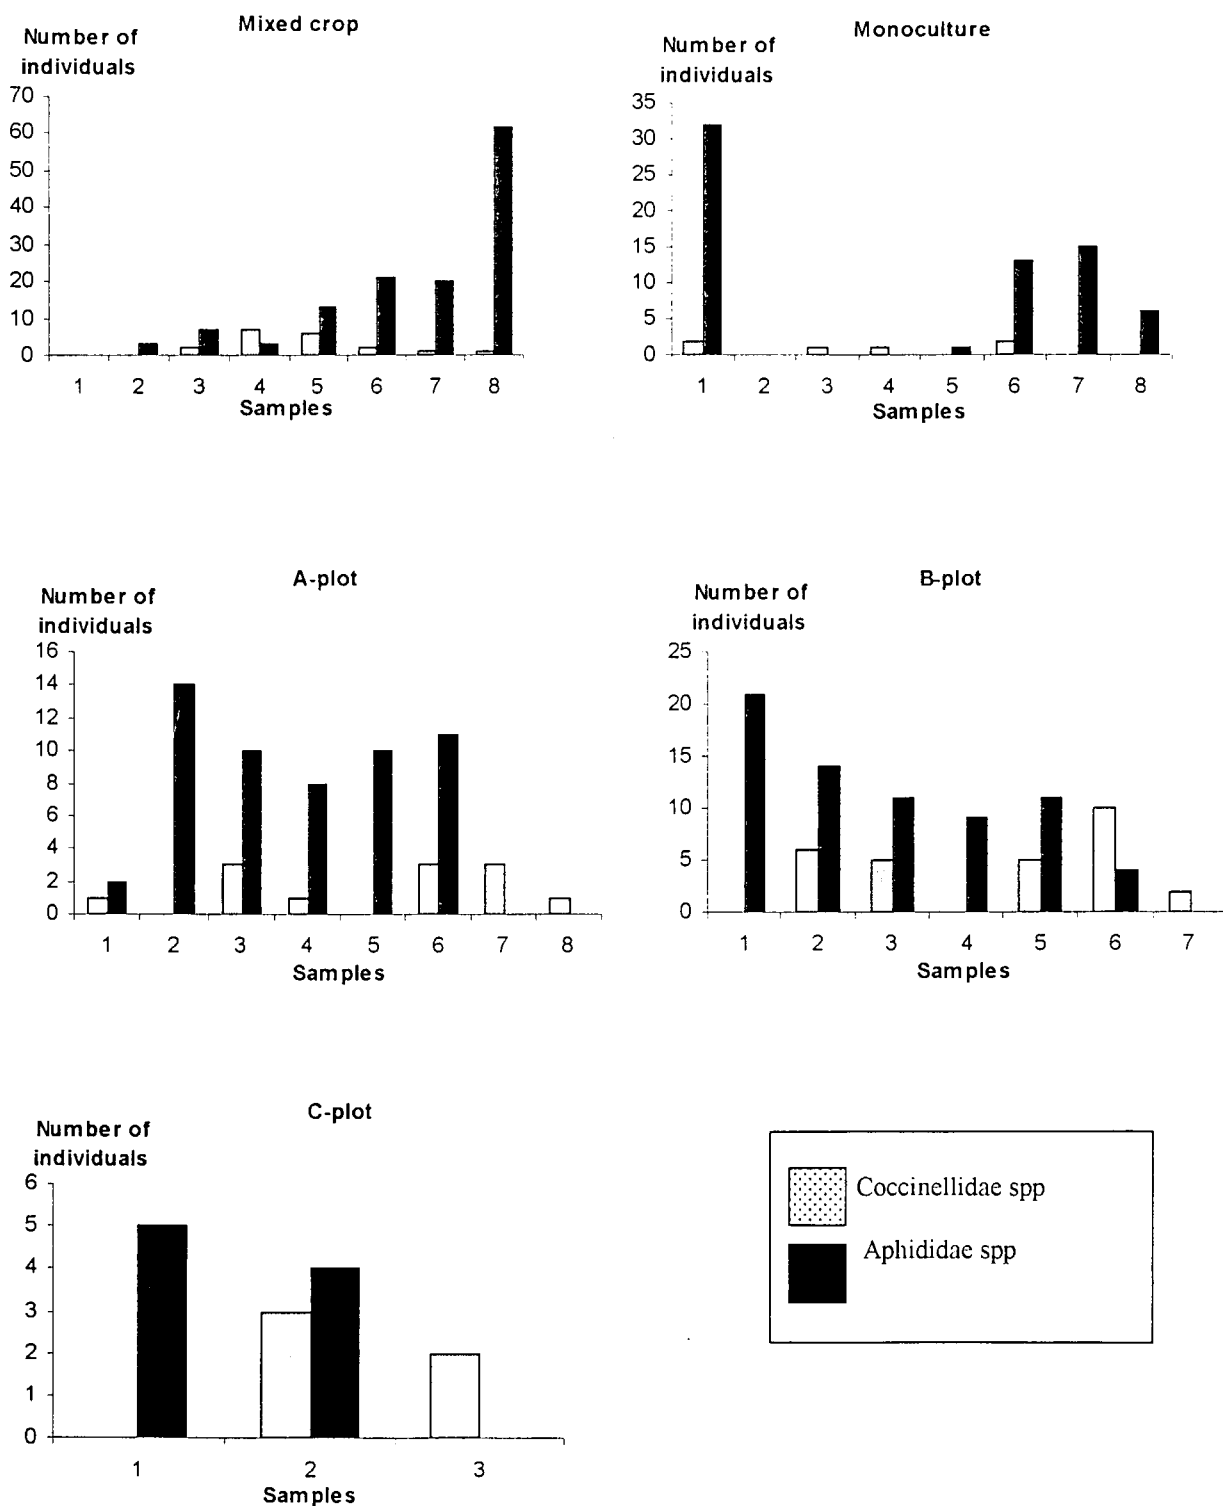 Mixed crop
Number of
individuals
70
60
50
40
30
20
10
0
1 2 3 4 5 6 7 8
Samples
Monoculture
Number of
individuals
35
30
25
20
15
10
5
0
1 2 3 4 5 6 7 8
Samples
A-plot
Number of
individuals
16
14
12
10
8
6
4
2
0
1 2 3 4 5 6 7 8
Samples
B-plot
Number of
individuals
25
20
15
10
5
0
1 2 3 4 5 6 7
Samples
C-plot
Number of
individuals
6
5
4
3
2
1
0
1 2 3
Samples
Coccinellidae spp
Aphididae spp